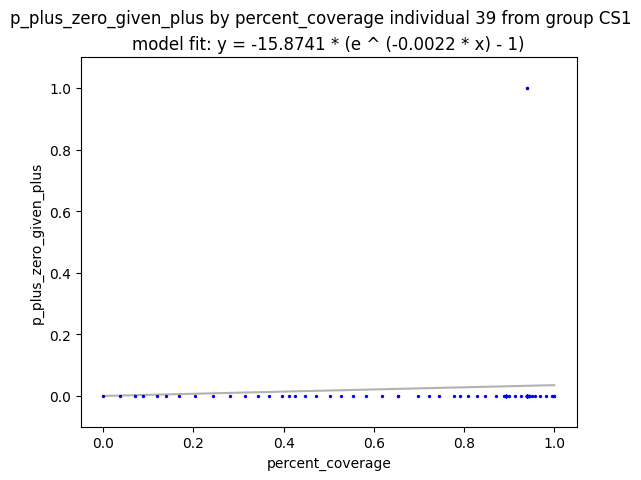 p_plus_zero_given_plus by percent_coverage individual 39 from group CS1
model fit: y = -15.8741 * (e ^ (-0.0022 * x) - 1)
1.0
0.8
0.6
0.4
0.2
0.0
p_plus_zero_given_plus
0.0 0.2 0.4 0.6 0.8 1.0
percent_coverage